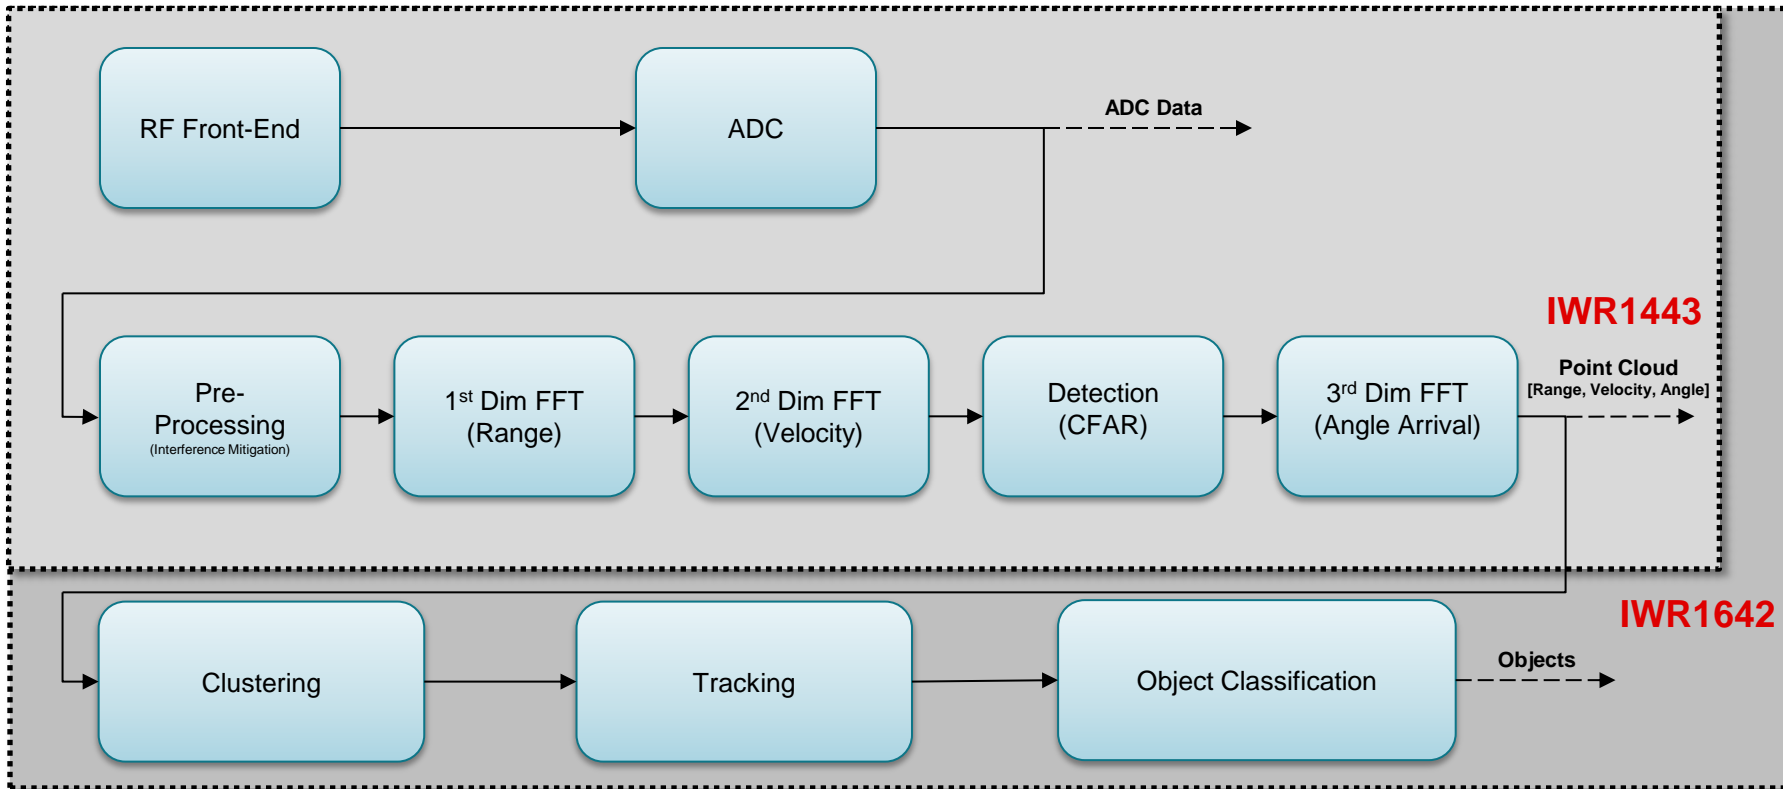 RF Front-End
ADC
ADC Data
IWR1443
Pre-
Processing
(Interference Mitigation)
1st Dim FFT
(Range)
2nd Dim FFT
(Velocity)
Detection
(CFAR)
3rd Dim FFT
(Angle Arrival)
Point Cloud
[Range, Velocity, Angle]
IWR1642
Clustering
Tracking
Object Classification
Objects